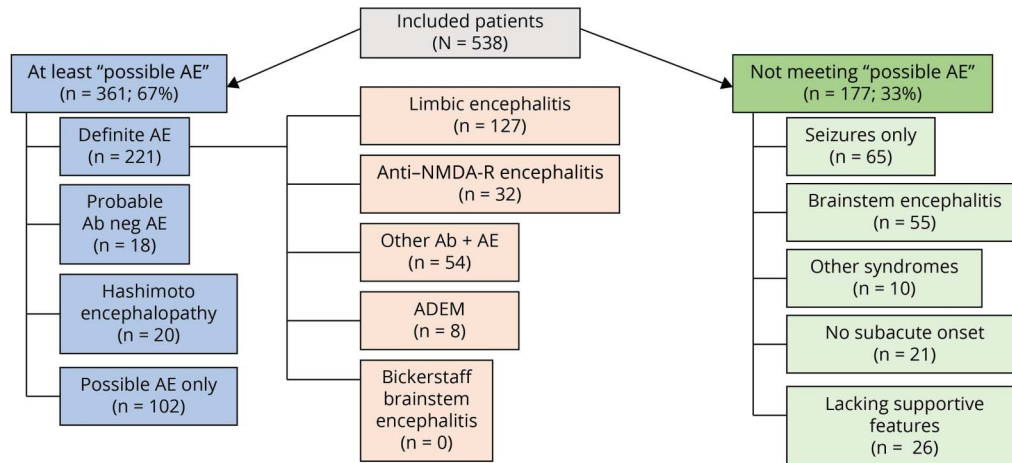 Included patients
(N = 538)
At least “possible AE”
(n = 361; 67%)
Definite AE
(n = 221)
Probable
Ab neg AE
(n = 18)
Hashimoto
encephalopathy
(n = 20)
Possible AE only
(n = 102)
Limbic encephalitis
(n = 127)
Anti–NMDA-R encephalitis
(n = 32)
Other Ab + AE
(n = 54)
ADEM
(n = 8)
Bickerstaff
brainstem
encephalitis
(n = 0)
Not meeting “possible AE”
(n = 177; 33%)
Seizures only
(n = 65)
Brainstem encephalitis
(n = 55)
Other syndromes
(n = 10)
No subacute onset
(n = 21)
Lacking supportive
features
(n = 26)